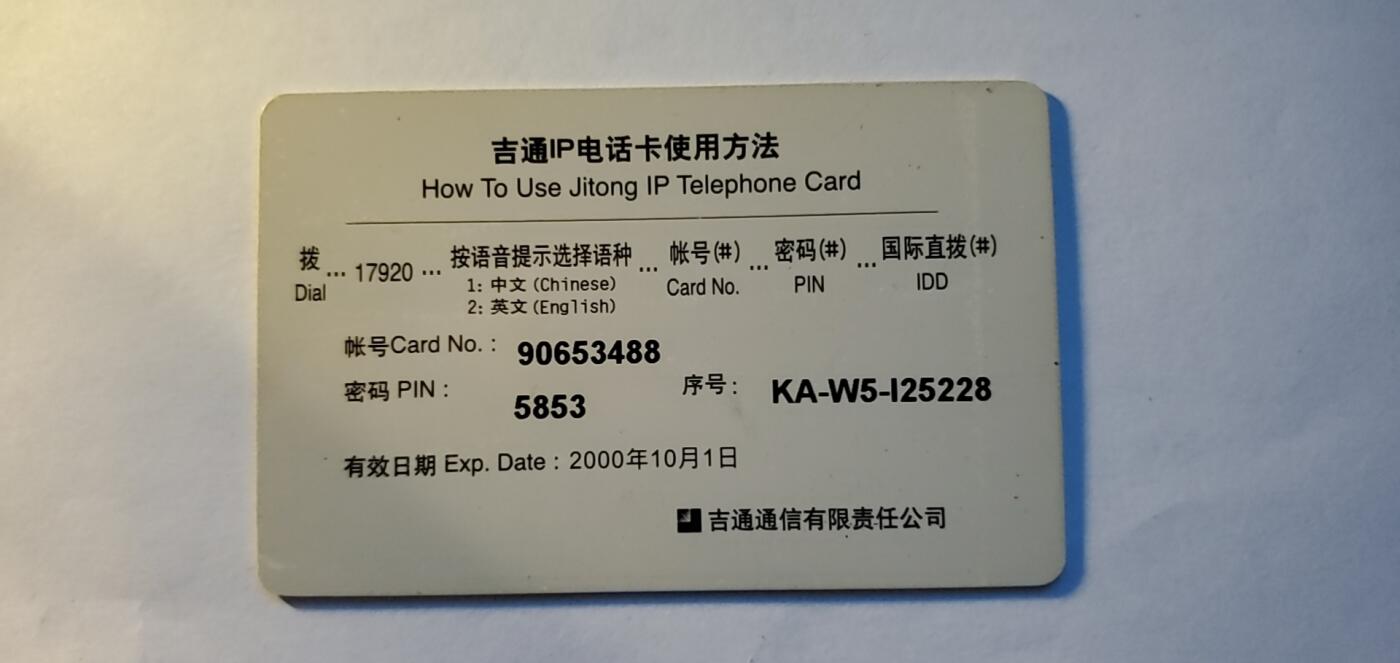 吉通IP电话卡使用方法
How To Use Jitong IP Telephone Card
拨 ... 17920 ... 按语音提示选择语种 ... 帐号(#) ... 密码(#) ... 国际直拨(#)
Dial 1: 中文 (Chinese) Card No. PIN IDD
2: 英文 (English)
帐号Card No. : 90653488
密码 PIN : 5853 序号: KA-W5-I25228
有效日期 Exp. Date : 2000年10月1日
吉通通信有限责任公司